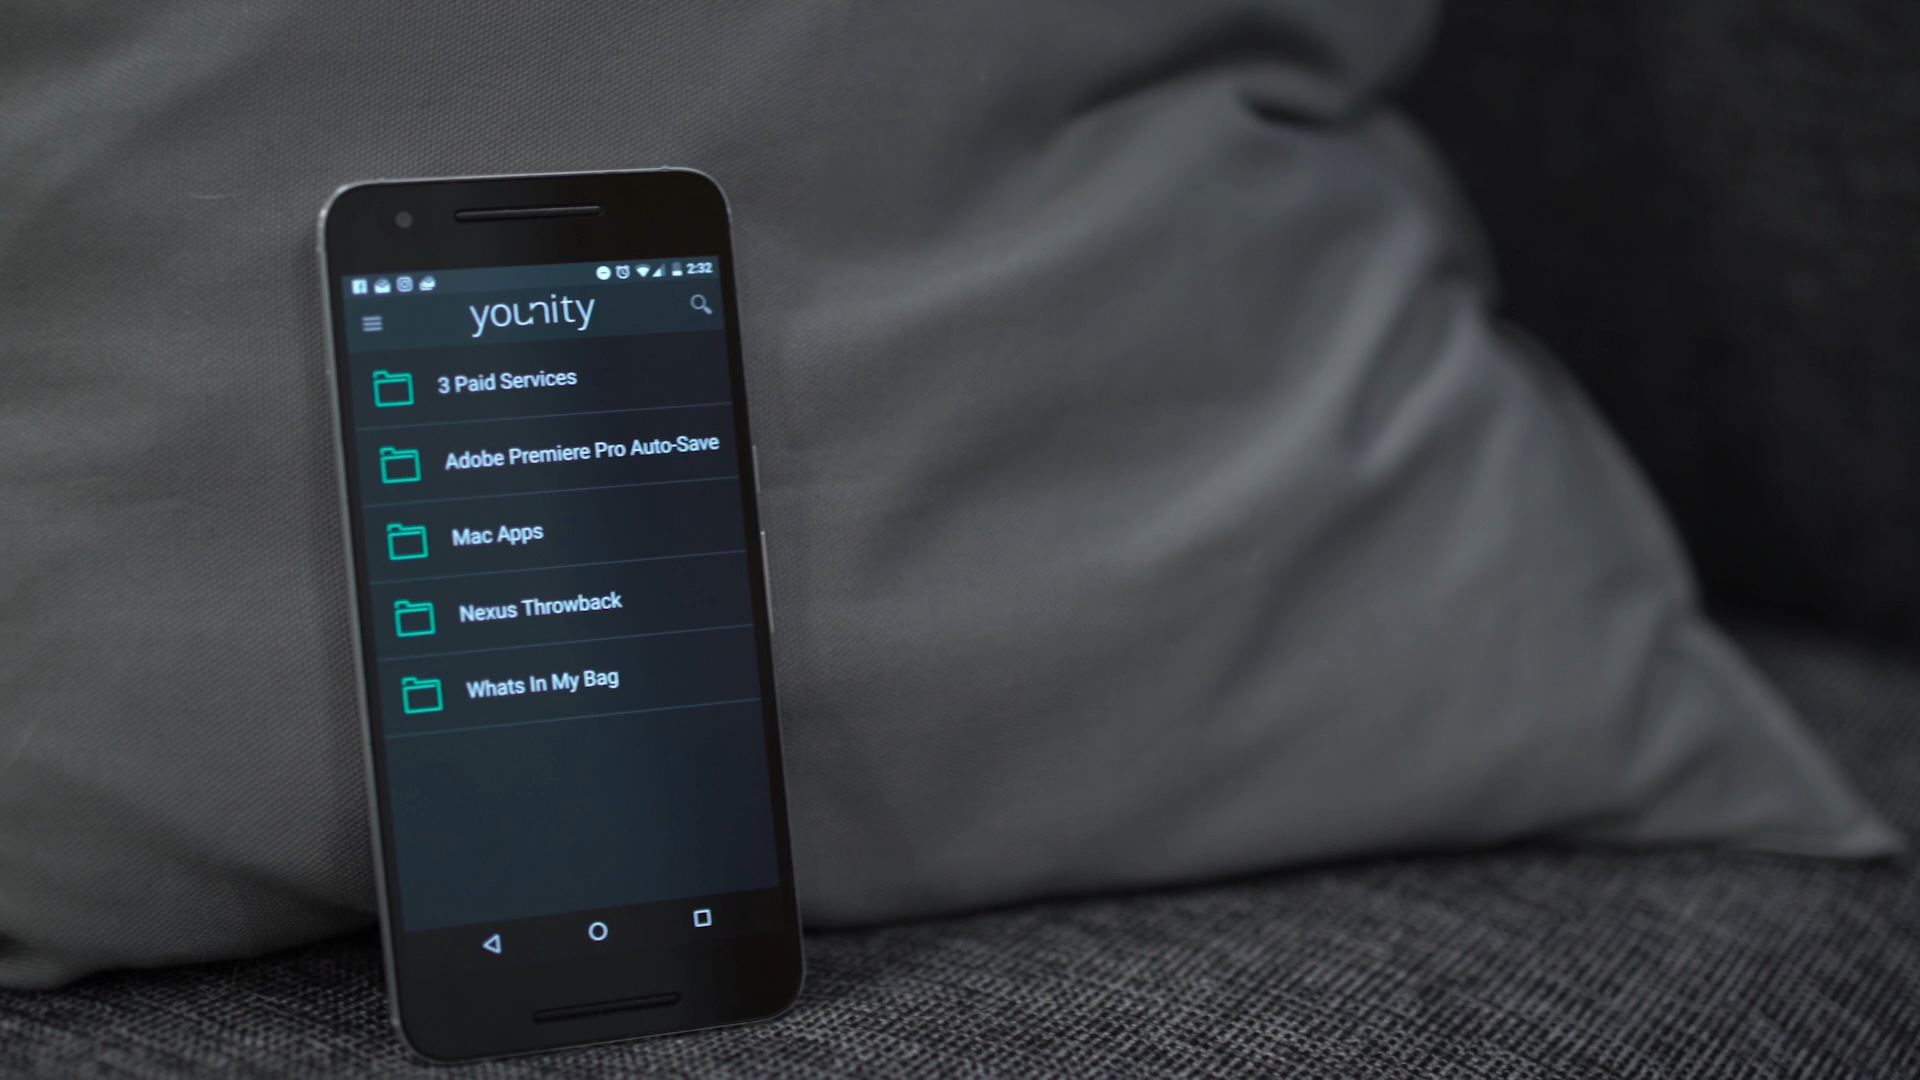 2:32
younity
3 Paid Services
Adobe Premiere Pro Auto-Save
Mac Apps
Nexus Throwback
Whats In My Bag